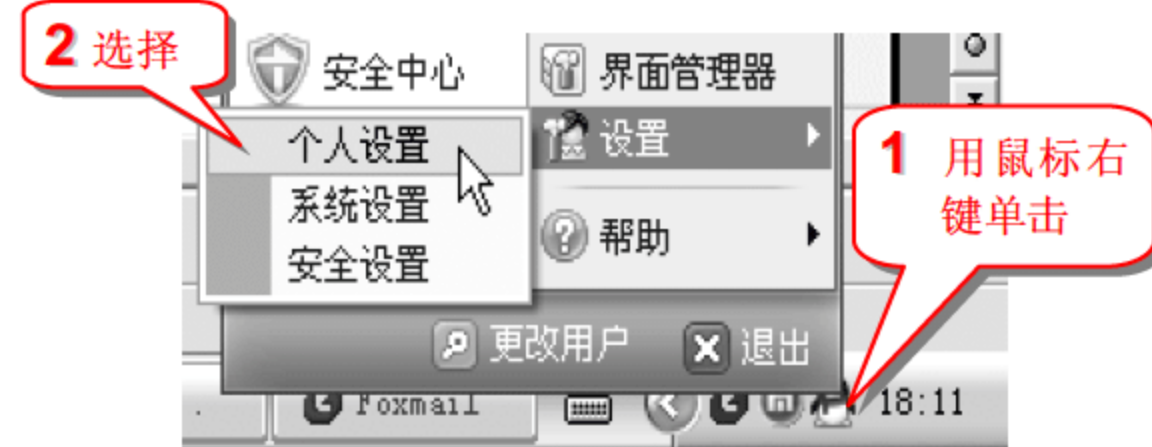 2 选择
安全中心
界面管理器
个人设置
设置
系统设置
安全设置
帮助
1 用鼠标右
键单击
更改用户
退出
Foxmail
18:11